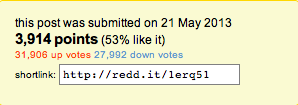 this post was submitted on 21 May 2013
3,914 points (53% like it)
31,906 up votes 27,992 down votes
shortlink: http://redd.it/1erq51